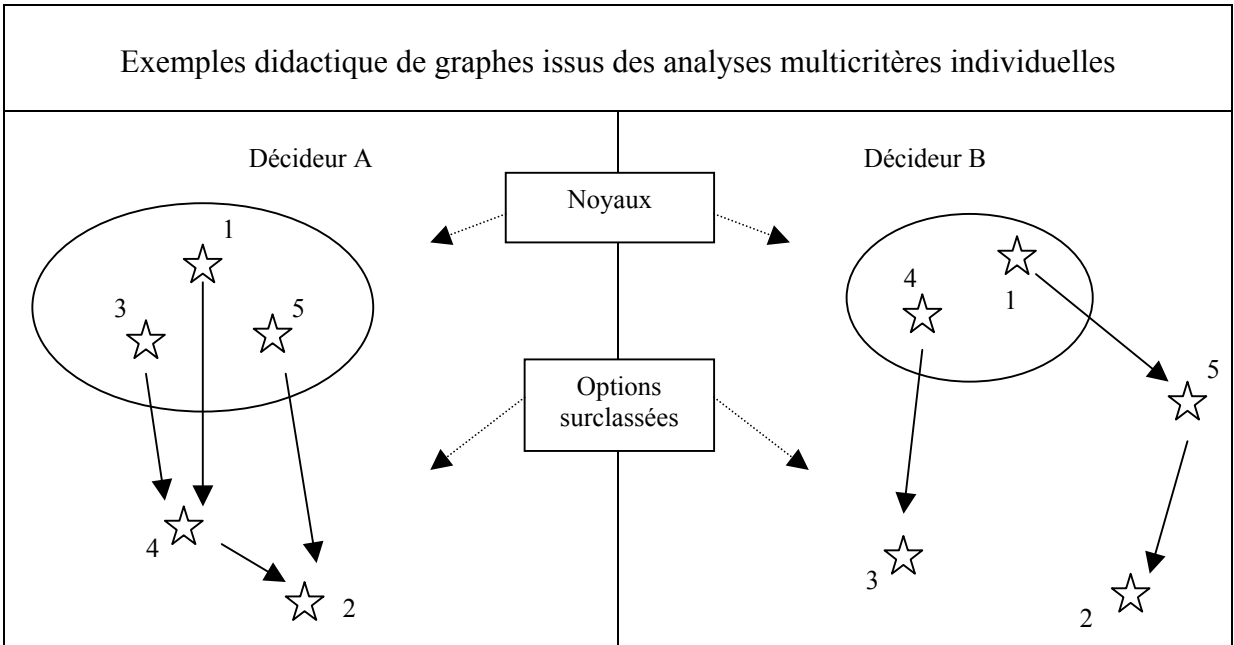 Exemples didactique de graphes issus des analyses multicritères individuelles
Décideur A
Décideur B
Noyaux
1
3
5
4
1
Options
surclassées
5
4
2
3
2